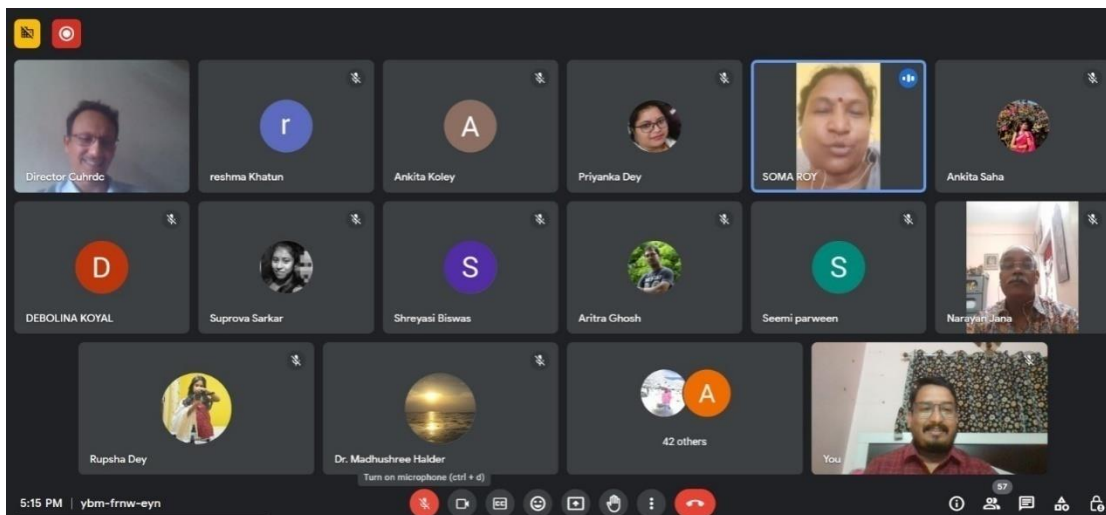 Director Cuhrdc
r
reshma Khatun
A
Ankita Koley
Priyanka Dey
SOMA ROY
Ankita Saha
D
DEBOLINA KOYAL
Suprova Sarkar
S
Shreyasi Biswas
Aritra Ghosh
S
Seemi parween
Narayan Jana
Rupsha Dey
Dr. Madhushree Halder
A
42 others
You
Turn on microphone (ctrl + d)
5:15 PM | ybm-frnw-eyn
CC
57